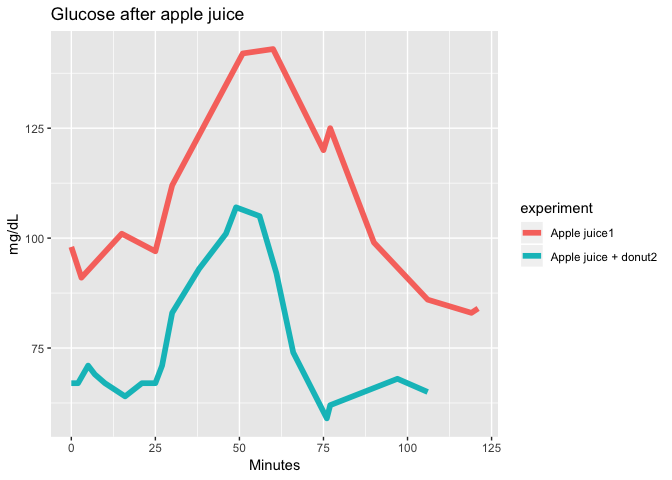 Glucose after apple juice
mg/dL
125
100
75
0
25
50
75
100
125
Minutes
experiment
Apple juice1
Apple juice + donut2